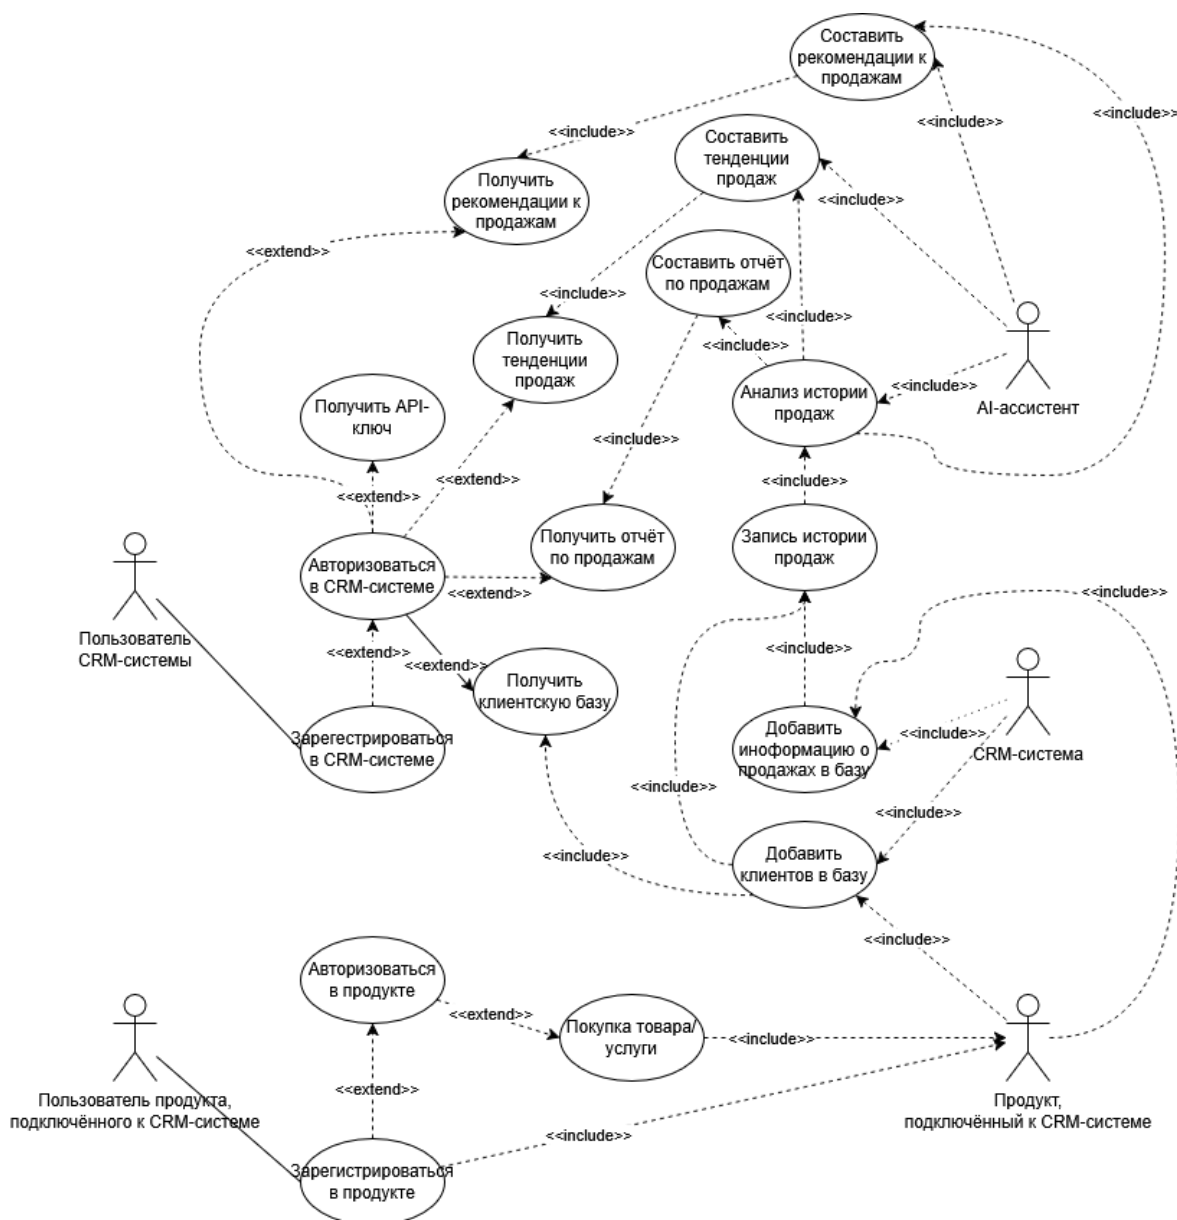 Составить
рекомендации к
продажам
<<include>>
<<include>>
<<include>>
Составить
тенденции
продаж
Получить
рекомендации к
продажам
<<include>>
<<extend>>
Составить отчёт
по продажам
<<include>>
<<include>>
<<include>>
Получить
тенденции
продаж
<<include>>
AI-ассистент
Анализ истории
продаж
Получить API-
ключ
<<include>>
<<include>>
<<extend>>
<<extend>>
Получить отчёт
по продажам
Запись истории
продаж
Авторизоваться
в CRM-системе
<<extend>>
<<include>>
Пользователь
CRM-системы
<<extend>>
<<extend>>
<<include>>
Получить
клиентскую базу
Зарегестрироваться
в CRM-системе
Добавить
иноформацию о
продажах в базу
<<include>>
CRM-система
<<include>>
<<include>>
<<include>>
Добавить
клиентов в базу
<<include>>
Авторизоваться
в продукте
<<extend>>
Покупка товара/
услуги
<<include>>
<<extend>>
Пользователь продукта,
подключённого к CRM-системе
Продукт,
подключённый к CRM-системе
<<include>>
Зарегистрироваться
в продукте